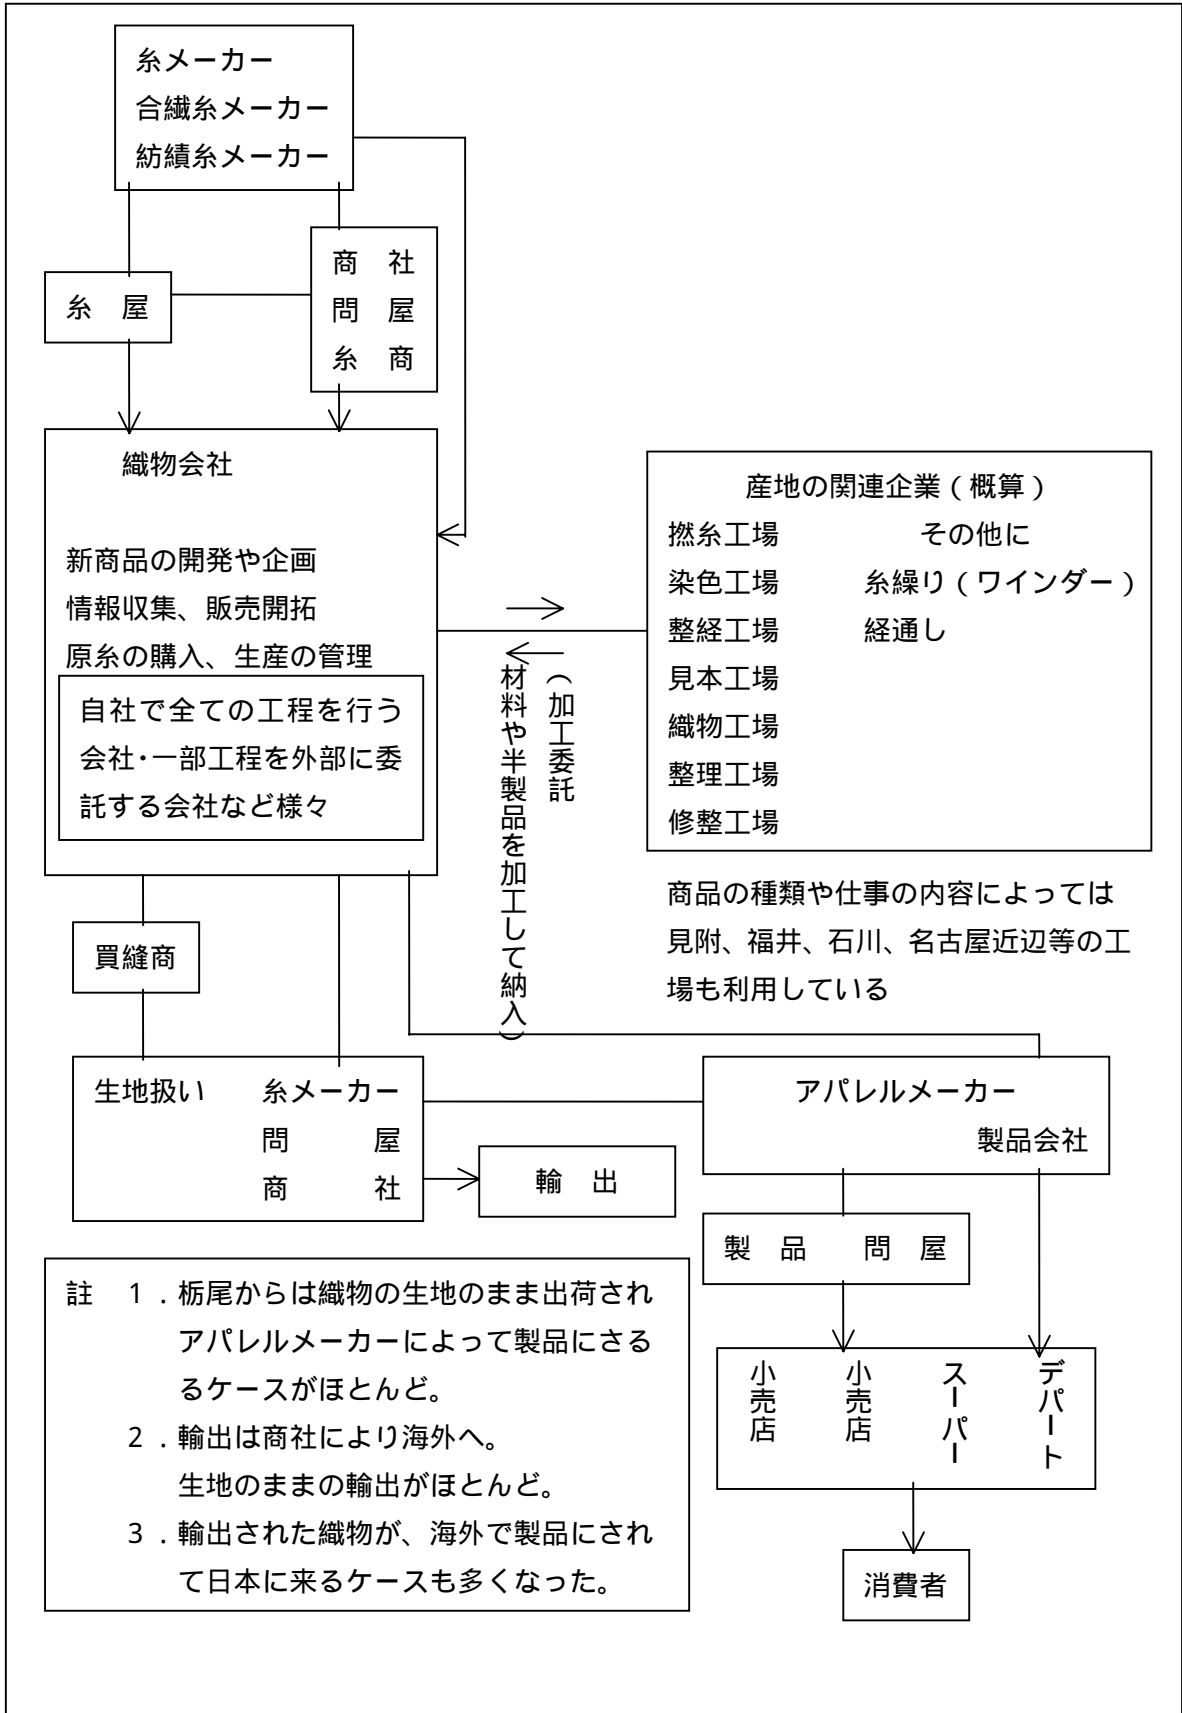 糸メーカー
合繊糸メーカー
紡績糸メーカー
商　社
問　屋
糸　商
糸　屋
織物会社
新商品の開発や企画
情報収集、販売開拓
原糸の購入、生産の管理
自社で全ての工程を行う
会社・一部工程を外部に委
託する会社など様々
（加工委託
材料や半製品を加工して納入）
産地の関連企業（概算）
撚糸工場　その他に
染色工場　糸繰り（ワインダー）
整経工場　経通し
見本工場
織物工場
整理工場
修整工場
商品の種類や仕事の内容によっては
見附、福井、石川、名古屋近辺等の工
場も利用している
買縫商
生地扱い　糸メーカー
問　屋
商　社
輸　出
アパレルメーカー
製品会社
製　品　問　屋
小売店
小売店
スーパー
デパート
消費者
註　１．栃尾からは織物の生地のまま出荷され
アパレルメーカーによって製品にさる
るケースがほとんど。
２．輸出は商社により海外へ。
生地のままの輸出がほとんど。
３．輸出された織物が、海外で製品にされ
て日本に来るケースも多くなった。